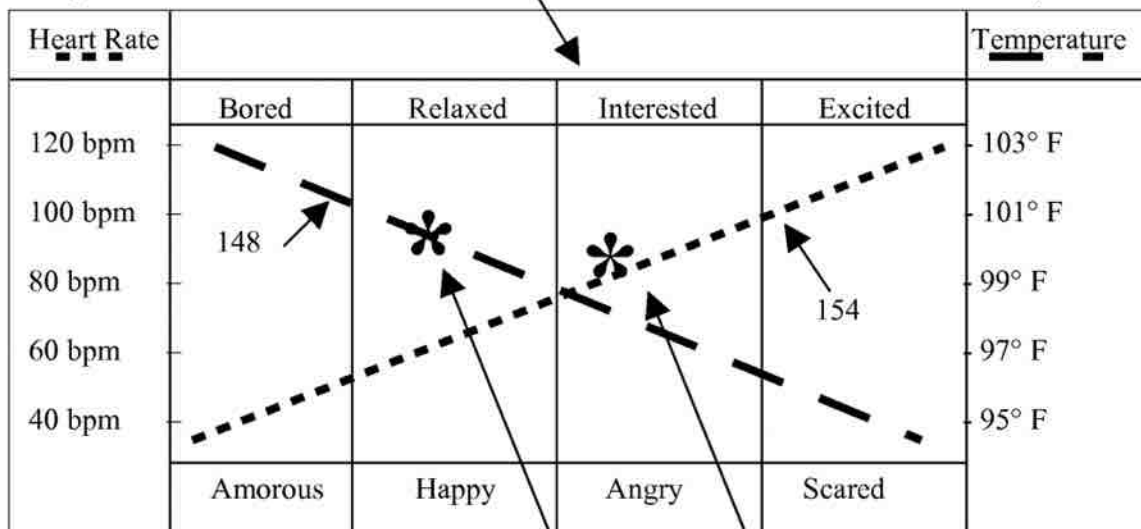 Heart Rate
Temperature
Bored Relaxed Interested Excited
120 bpm 103° F
100 bpm 101° F
148
80 bpm 99° F
154
60 bpm 97° F
40 bpm 95° F
Amorous Happy Angry Scared